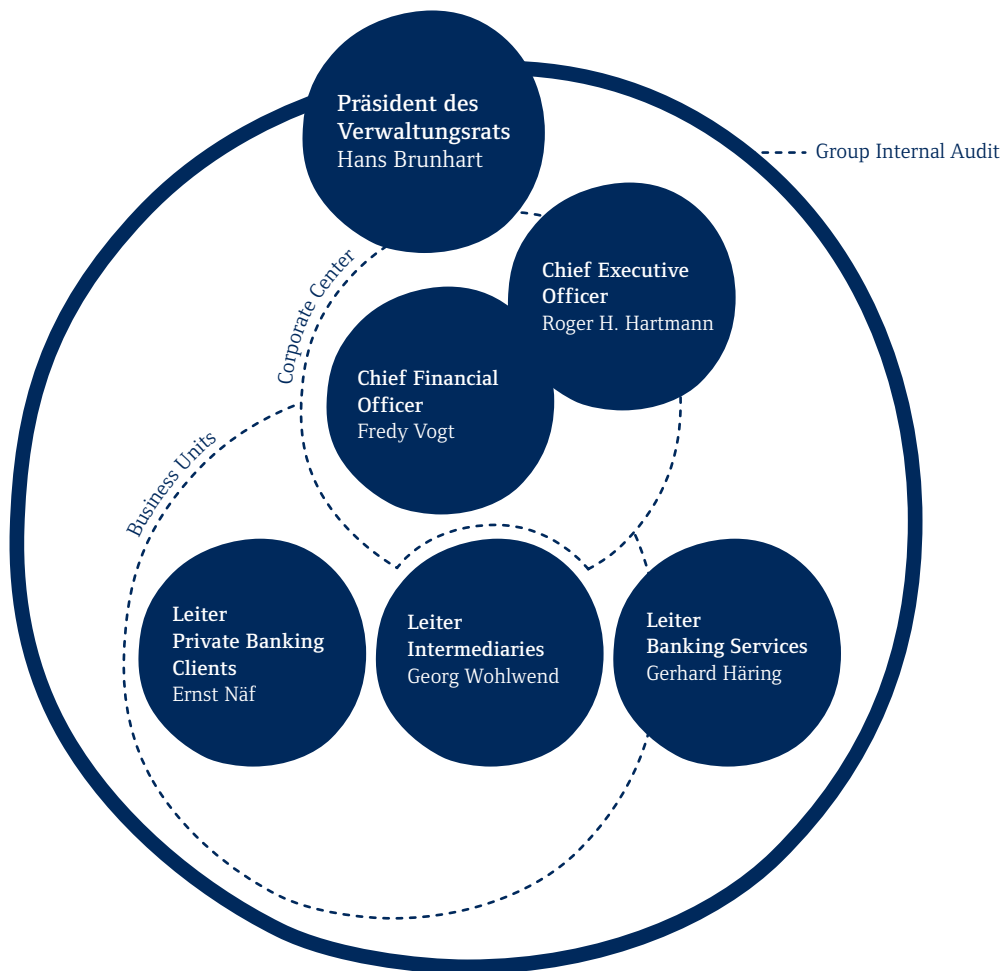 Präsident des
Verwaltungsrats
Hans Brunhart
Group Internal Audit
Corporate Center
Chief Executive
Officer
Roger H. Hartmann
Chief Financial
Officer
Fredy Vogt
Business Units
Leiter
Private Banking
Clients
Ernst Näf
Leiter
Intermediaries
Georg Wohlwend
Leiter
Banking Services
Gerhard Häring